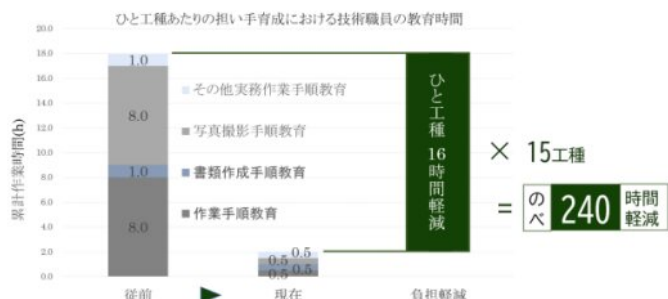 ひと工種あたりの担い手育成における技術職員の教育時間
累計作業時間(h)
20.0
18.0
16.0
14.0
12.0
10.0
8.0
6.0
4.0
2.0
0.0
1.0
8.0
1.0
8.0
その他実務作業手順教育
写真撮影手順教育
書類作成手順教育
作業手順教育
0.5
0.5
0.5
0.5
ひと工種 16時間軽減
× 15工種
= のべ 240 時間軽減
従前
現在
負担軽減